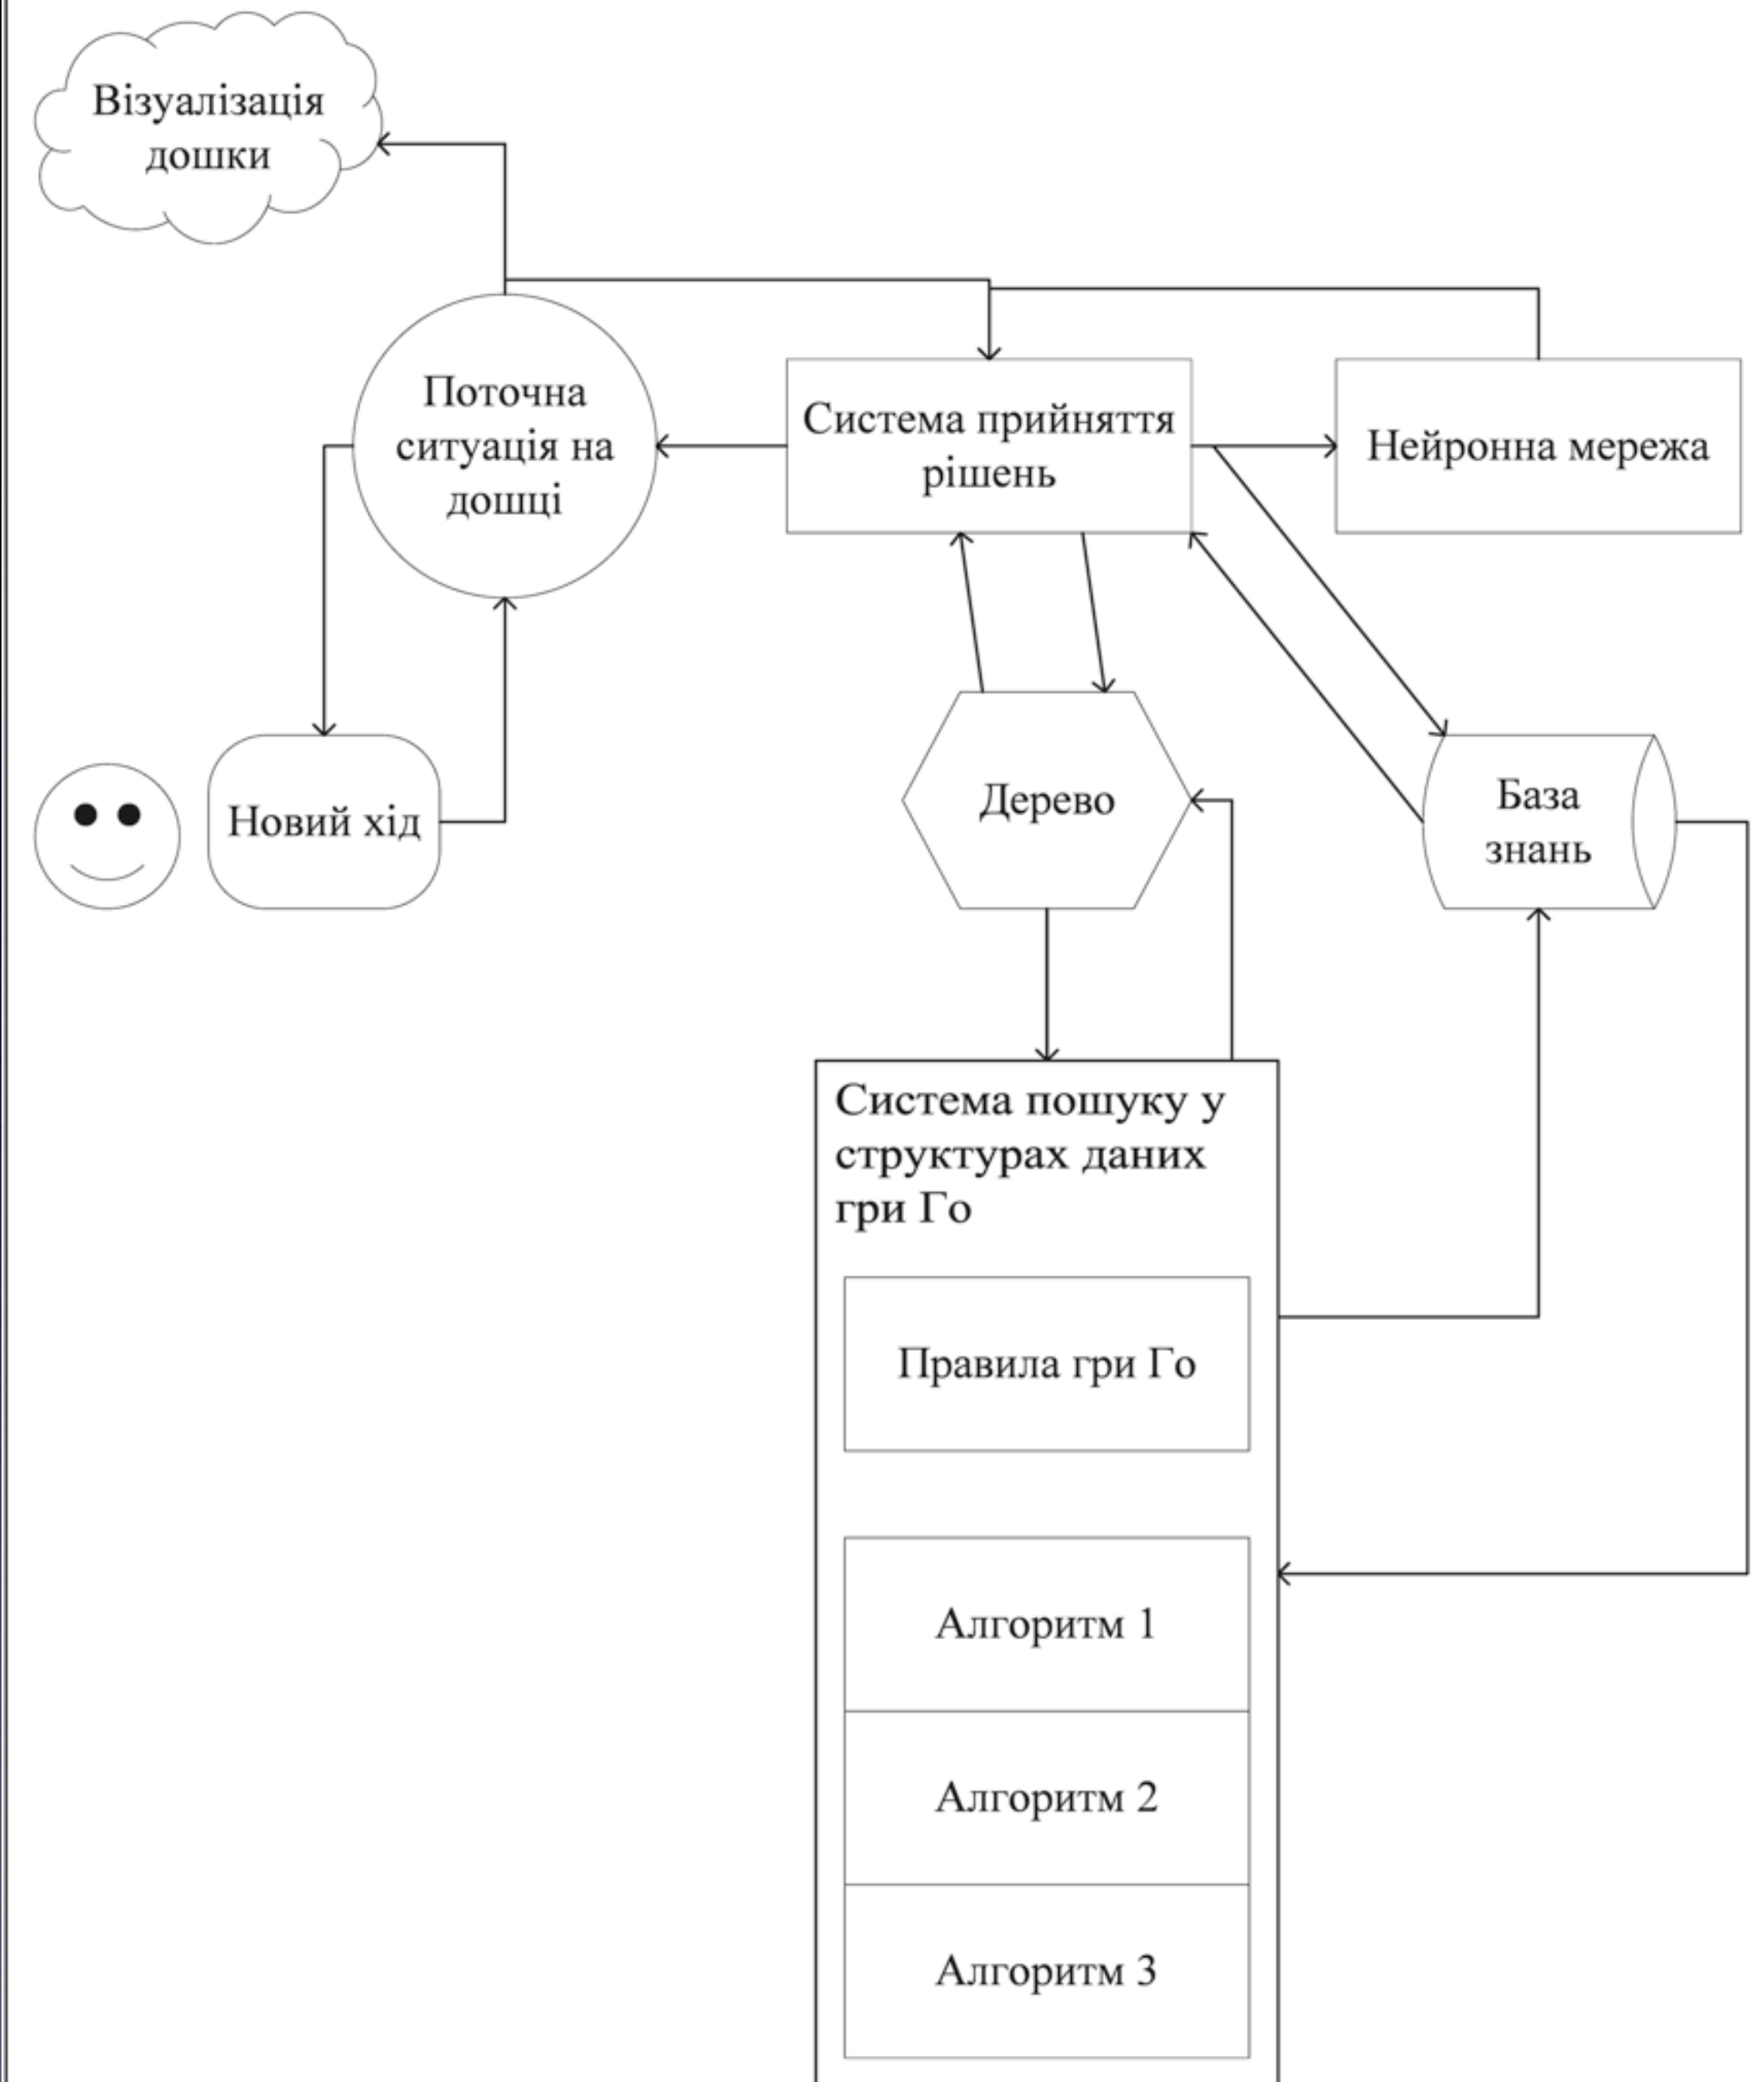 Візуалізація
дошки
Поточна
ситуація на
дошці
Система прийняття
рішень
Нейронна мережа
Новий хід
Дерево
База
знань
Система пошуку у
структурах даних
гри Го
Правила гри Го
Алгоритм 1
Алгоритм 2
Алгоритм 3